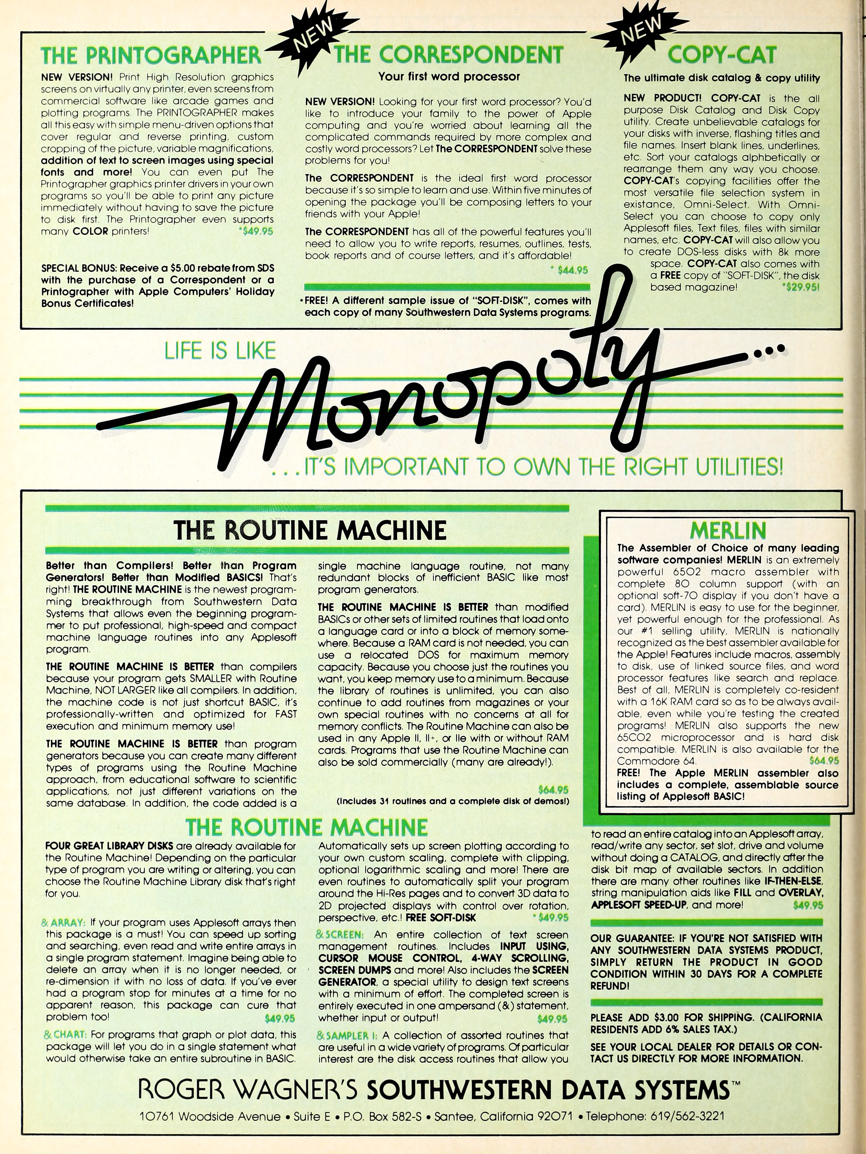 NEW
NEW
THE PRINTOGRAPHER
NEW VERSION! Print High Resolution graphics
screens on virtually any printer, even screens from
commercial software like arcade games and
plotting programs. The PRINTOGRAPHER makes
all this easy with simple menu-driven options that
cover regular and reverse printing, custom
cropping of the picture, variable magnifications,
addition of text to screen images using special
fonts and more! You can even put The
Printographer graphics printer drivers in your own
programs so you'll be able to print any picture
immediately without having to save the picture
to disk first. The Printographer even supports
many COLOR printers! *$49.95
SPECIAL BONUS: Receive a $5.00 rebate from SDS
with the purchase of a Correspondent or a
Printographer with Apple Computers' Holiday
Bonus Certificates!
THE CORRESPONDENT
Your first word processor
NEW VERSION! Looking for your first word processor? You'd
like to introduce your family to the power of Apple
computing and you're worried about learning all the
complicated commands required by more complex and
costly word processors? Let The CORRESPONDENT solve these
problems for you!
The CORRESPONDENT is the ideal first word processor
because it's so simple to learn and use. Within five minutes of
opening the package you'll be composing letters to your
friends with your Apple!
The CORRESPONDENT has all of the powerful features you'll
need to allow you to write reports, resumes, outlines, tests,
book reports and of course letters, and it's affordable!
* $44.95
*FREE! A different sample issue of "SOFT-DISK", comes with
each copy of many Southwestern Data Systems programs.
COPY-CAT
The ultimate disk catalog & copy utility
NEW PRODUCT! COPY-CAT is the all
purpose Disk Catalog and Disk Copy
utility. Create unbelievable catalogs for
your disks with inverse, flashing titles and
file names. Insert blank lines, underlines,
etc. Sort your catalogs alphbetically or
rearrange them any way you choose.
COPY-CAT's copying facilities offer the
most versatile file selection system in
existance, Omni-Select. With Omni-
Select you can choose to copy only
Applesoft files, Text files, files with similar
names, etc. COPY-CAT will also allow you
to create DOS-less disks with 8k more
space. COPY-CAT also comes with
a FREE copy of "SOFT-DISK", the disk
based magazine! *$29.95!
LIFE IS LIKE
Monopoly...
...IT'S IMPORTANT TO OWN THE RIGHT UTILITIES!
THE ROUTINE MACHINE
Better than Compilers! Better than Program
Generators! Better than Modified BASICS! That's
right! THE ROUTINE MACHINE is the newest program-
ming breakthrough from Southwestern Data
Systems that allows even the beginning program-
mer to put professional, high-speed and compact
machine language routines into any Applesoft
program.
THE ROUTINE MACHINE IS BETTER than compilers
because your program gets SMALLER with Routine
Machine, NOT LARGER like all compilers. In addition,
the machine code is not just shortcut BASIC, it's
professionally-written and optimized for FAST
execution and minimum memory use!
THE ROUTINE MACHINE IS BETTER than program
generators because you can create many different
types of programs using the Routine Machine
approach, from educational software to scientific
applications, not just different variations on the
same database. In addition, the code added is a
single machine language routine, not many
redundant blocks of inefficient BASIC like most
program generators.
THE ROUTINE MACHINE IS BETTER than modified
BASICs or other sets of limited routines that load onto
a language card or into a block of memory some-
where. Because a RAM card is not needed, you can
use a relocated DOS for maximum memory
capacity. Because you choose just the routines you
want, you keep memory use to a minimum. Because
the library of routines is unlimited, you can also
continue to add routines from magazines or your
own special routines with no concerns at all for
memory conflicts. The Routine Machine can also be
used in any Apple II, II+, or IIe with or without RAM
cards. Programs that use the Routine Machine can
also be sold commercially (many are already!).
$64.95
(Includes 31 routines and a complete disk of demos!)
MERLIN
The Assembler of Choice of many leading
software companies! MERLIN is an extremely
powerful 6502 macro assembler with
complete 80 column support (with an
optional soft-70 display if you don't have a
card). MERLIN is easy to use for the beginner,
yet powerful enough for the professional. As
our #1 selling utility, MERLIN is nationally
recognized as the best assembler available for
the Apple! Features include macros, assembly
to disk, use of linked source files, and word
processor features like search and replace.
Best of all, MERLIN is completely co-resident
with a 16K RAM card so as to be always avail-
able, even while you're testing the created
programs! MERLIN also supports the new
65C02 microprocessor and is hard disk
compatible. MERLIN is also available for the
Commodore 64. $64.95
FREE! The Apple MERLIN assembler also
includes a complete, assemblable source
listing of Applesoft BASIC!
THE ROUTINE MACHINE
FOUR GREAT LIBRARY DISKS are already available for
the Routine Machine! Depending on the particular
type of program you are writing or altering, you can
choose the Routine Machine Library disk that's right
for you.
& ARRAY: If your program uses Applesoft arrays then
this package is a must! You can speed up sorting
and searching, even read and write entire arrays in
a single program statement. Imagine being able to
delete an array when it is no longer needed, or
re-dimension it with no loss of data. If you've ever
had a program stop for minutes at a time for no
apparent reason, this package can cure that
problem too! $49.95
& CHART: For programs that graph or plot data, this
package will let you do in a single statement what
would otherwise take an entire subroutine in BASIC.
Automatically sets up screen plotting according to
your own custom scaling, complete with clipping,
optional logarithmic scaling and more! There are
even routines to automatically split your program
around the Hi-Res pages and to convert 3D data to
2D projected displays with control over rotation,
perspective, etc.! FREE SOFT-DISK * $49.95
& SCREEN: An entire collection of text screen
management routines. Includes INPUT USING,
CURSOR MOUSE CONTROL, 4-WAY SCROLLING,
SCREEN DUMPS and more! Also includes the SCREEN
GENERATOR, a special utility to design text screens
with a minimum of effort. The completed screen is
entirely executed in one ampersand (&) statement,
whether input or output! $49.95
& SAMPLER I: A collection of assorted routines that
are useful in a wide variety of programs. Of particular
interest are the disk access routines that allow you
to read an entire catalog into an Applesoft array,
read/write any sector, set slot, drive and volume
without doing a CATALOG, and directly alter the
disk bit map of available sectors. In addition
there are many other routines like IF-THEN-ELSE,
string manipulation aids like FILL and OVERLAY,
APPLESOFT SPEED-UP, and more! $49.95
OUR GUARANTEE: IF YOU'RE NOT SATISFIED WITH
ANY SOUTHWESTERN DATA SYSTEMS PRODUCT,
SIMPLY RETURN THE PRODUCT IN GOOD
CONDITION WITHIN 30 DAYS FOR A COMPLETE
REFUND!
PLEASE ADD $3.00 FOR SHIPPING. (CALIFORNIA
RESIDENTS ADD 6% SALES TAX.)
SEE YOUR LOCAL DEALER FOR DETAILS OR CON-
TACT US DIRECTLY FOR MORE INFORMATION.
ROGER WAGNER'S SOUTHWESTERN DATA SYSTEMS™
10761 Woodside Avenue • Suite E • P.O. Box 582-S • Santee, California 92071 • Telephone: 619/562-3221